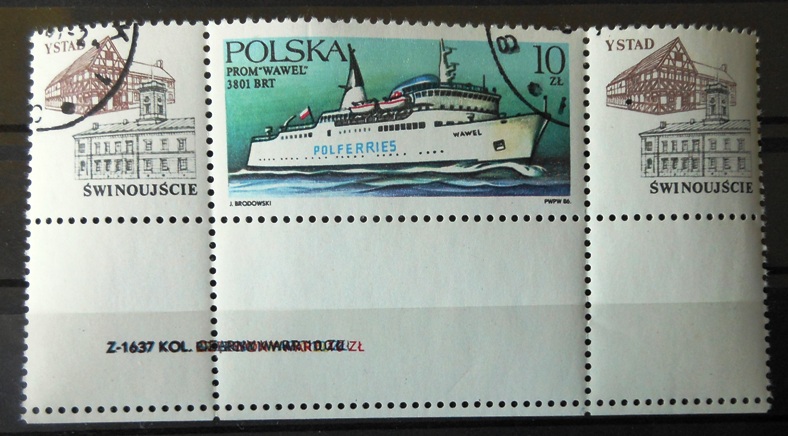 YSTAD
ŚWINOUJŚCIE
POLSKA
PROM "WAWEL"
3801 BRT
10
ZŁ
WAWEL
POLFERRIES
J. BRODOWSKI
PWPW 86.
YSTAD
ŚWINOUJŚCIE
Z-1637 KOL.